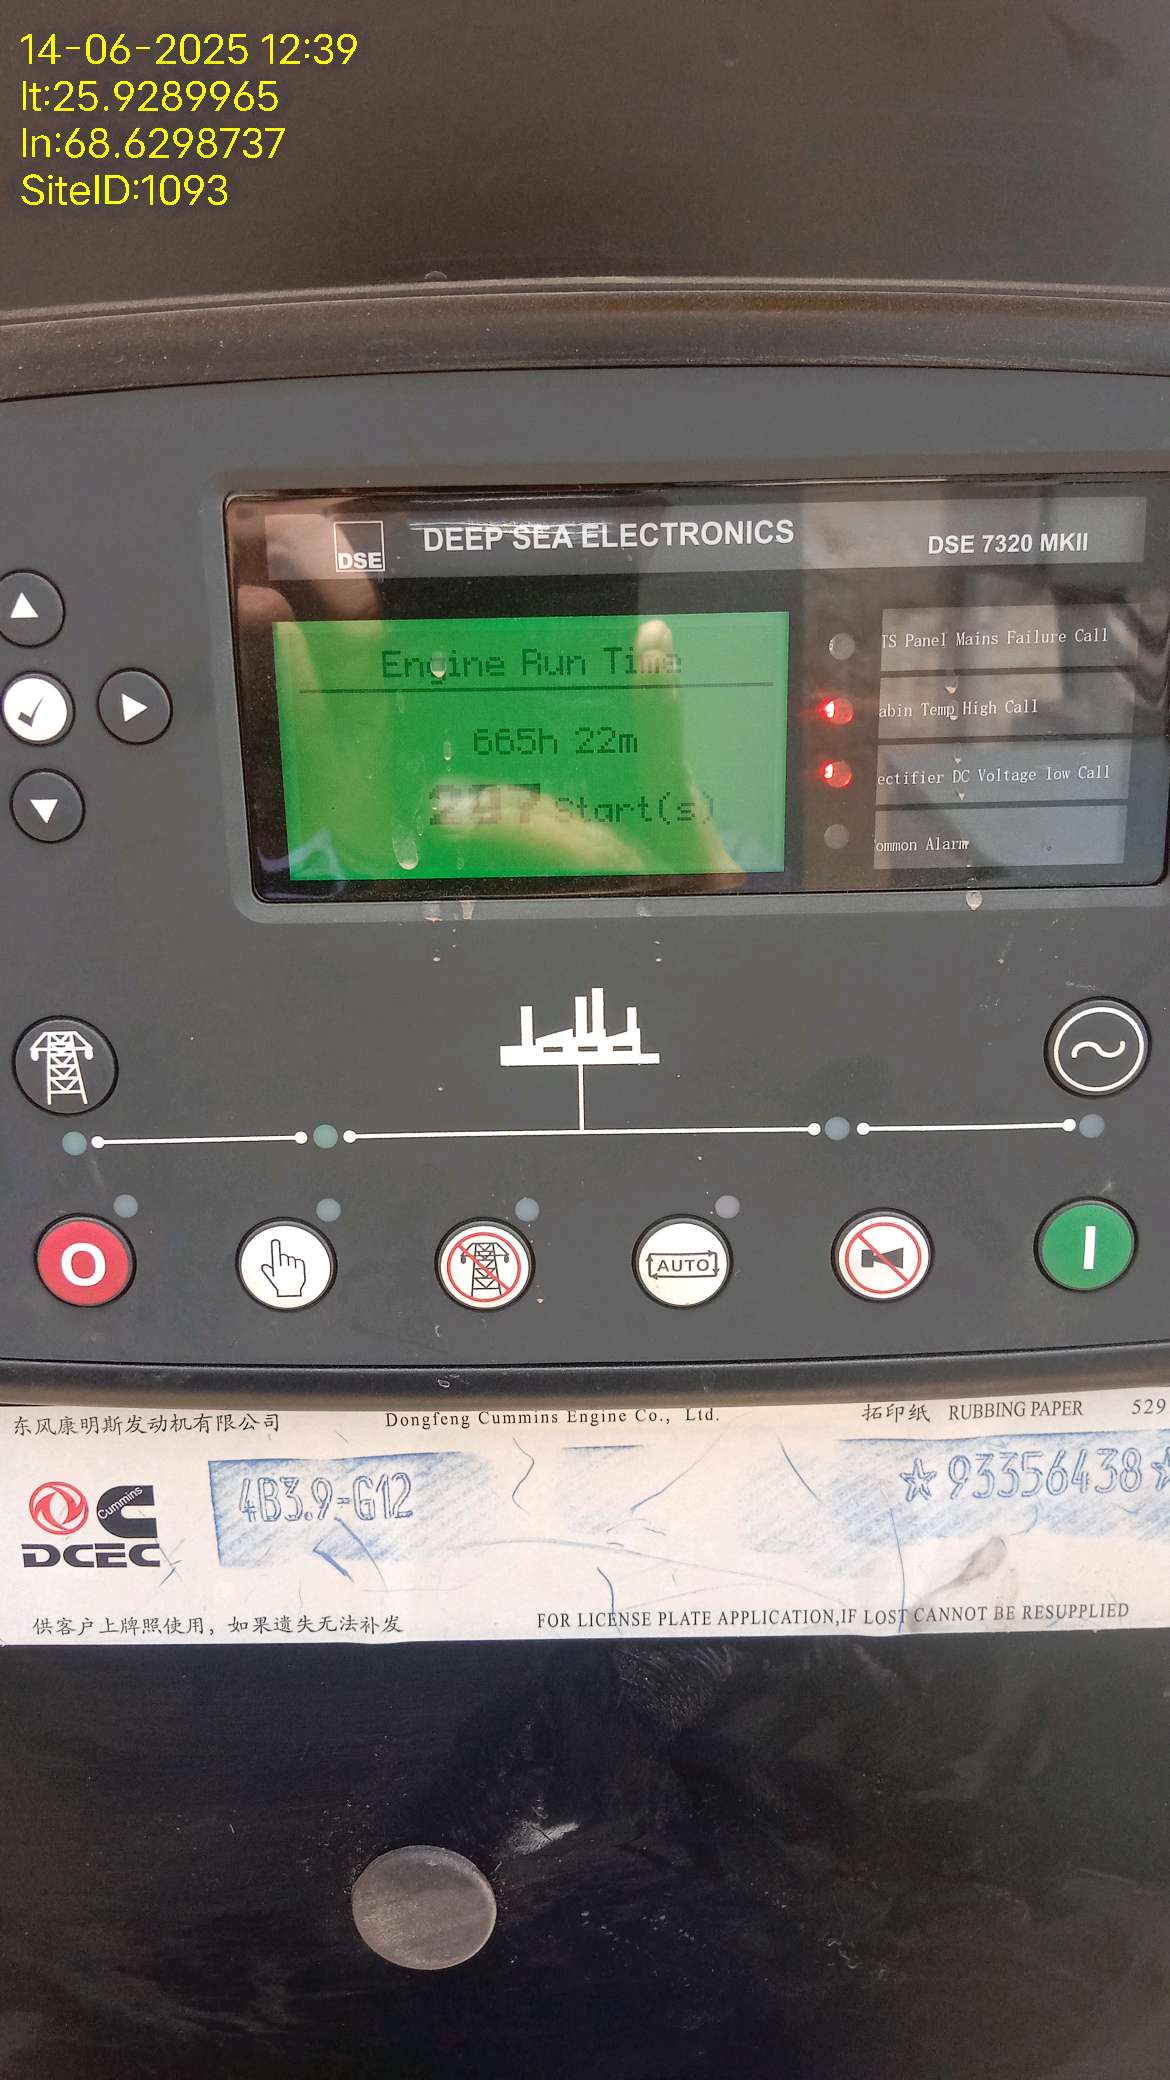 14-06-2025 12:39
lt:25.9289965
ln:68.6298737
SiteID:1093
DSE
DEEP SEA ELECTRONICS
DSE 7320 MKII
Engine Run Time
665h 22m
Start(s)
TS Panel Mains Failure Call
abin Temp High Call
ectifier DC Voltage low Call
ommon Alarm
O
AUTO
I
东风康明斯发动机有限公司
Dongfeng Cummins Engine Co., Ltd.
拓印纸 RUBBING PAPER 529
Cummins
DCEC
4B3.9-G12
☆93356438☆
供客户上牌照使用，如果遗失无法补发
FOR LICENSE PLATE APPLICATION,IF LOST CANNOT BE RESUPPLIED